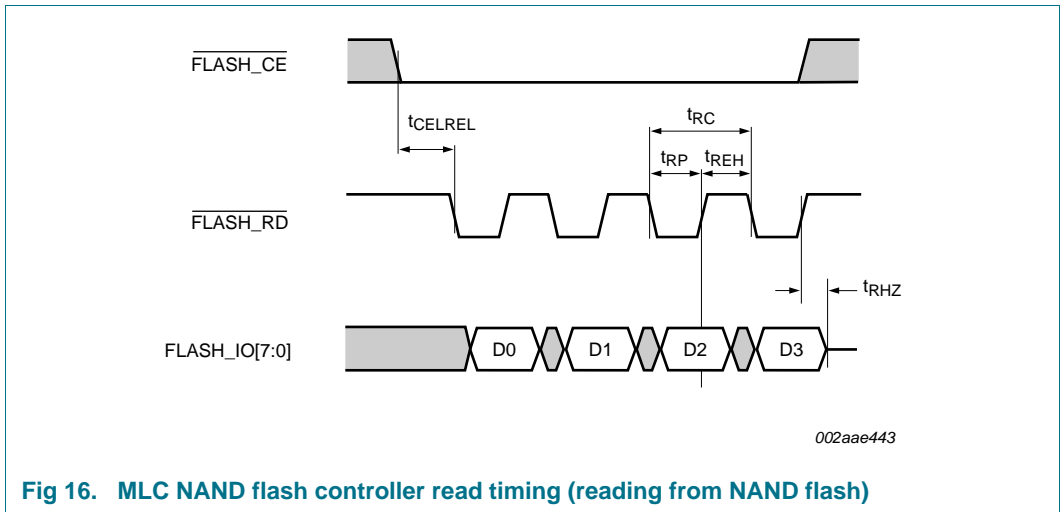 FLASH_CE
tCELREL
tRC
tRP
tREH
FLASH_RD
tRHZ
FLASH_IO[7:0]
D0
D1
D2
D3
002aae443
Fig 16. MLC NAND flash controller read timing (reading from NAND flash)